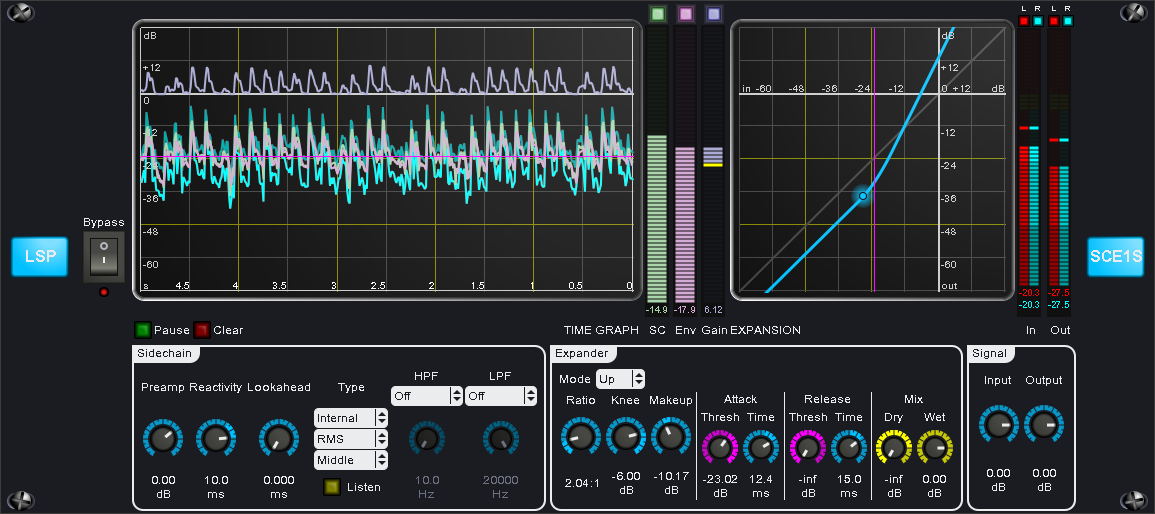 L R L R
dB
+12
0
-12
-24
-36
-48
-60
s 4.5 4 3.5 3 2.5 2 1.5 1 0.5 0
dB
+12
in -60 -48 -36 -24 -12 0 +12 dB
-12
-24
-36
-48
-60
out
Bypass
LSP
SCE1S
-14.9 -17.9 6.12
-20.3 -27.5
-20.3 -27.5
Pause Clear
TIME GRAPH SC Env Gain EXPANSION In Out
Sidechain
Preamp Reactivity Lookahead Type HPF LPF
Off Off
Internal
RMS
Middle
Listen
0.00 dB
10.0 ms
0.000 ms
10.0 Hz
20000 Hz
Expander
Mode Up
Ratio Knee Makeup
Attack Release Mix
Thresh Time Thresh Time Dry Wet
2.04:1
-6.00 dB
-10.17 dB
-23.02 dB
12.4 ms
-inf dB
15.0 ms
-inf dB
0.00 dB
Signal
Input Output
0.00 dB
0.00 dB